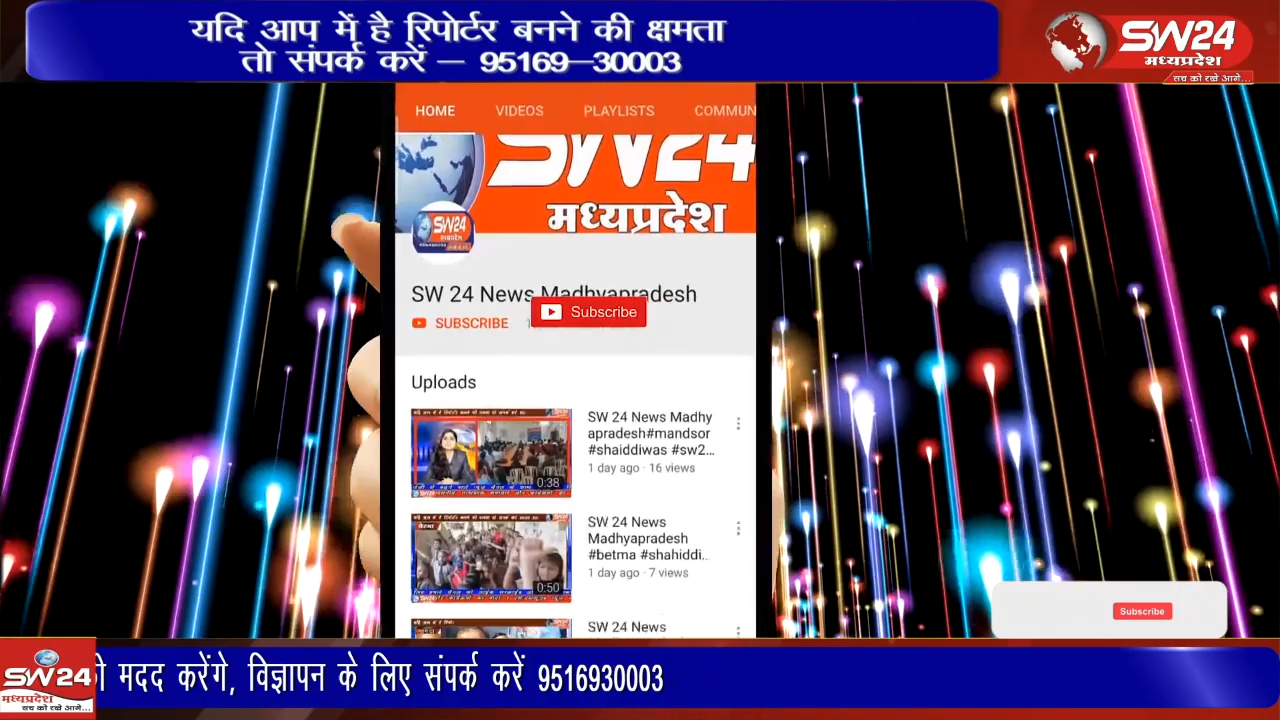 यदि आप में है रिपोर्टर बनने की क्षमता
तो संपर्क करें – 95169–30003
SW24
मध्यप्रदेश
सच को रखे आगे...
HOME VIDEOS PLAYLISTS COMMUN
SW24
मध्यप्रदेश
SW24
SW 24 News Madhyapradesh
SUBSCRIBE
Subscribe
Uploads
SW 24 News Madhy
apradesh#mandsor
#shaiddiwas #sw2...
1 day ago · 16 views
0:38
SW 24 News
Madhyapradesh
#betma #shahiddi..
1 day ago · 7 views
0:50
SW 24 News
Subscribe
SW24
मध्यप्रदेश
सच को रखे आगे...
मदद करेंगे, विज्ञापन के लिए संपर्क करें 9516930003